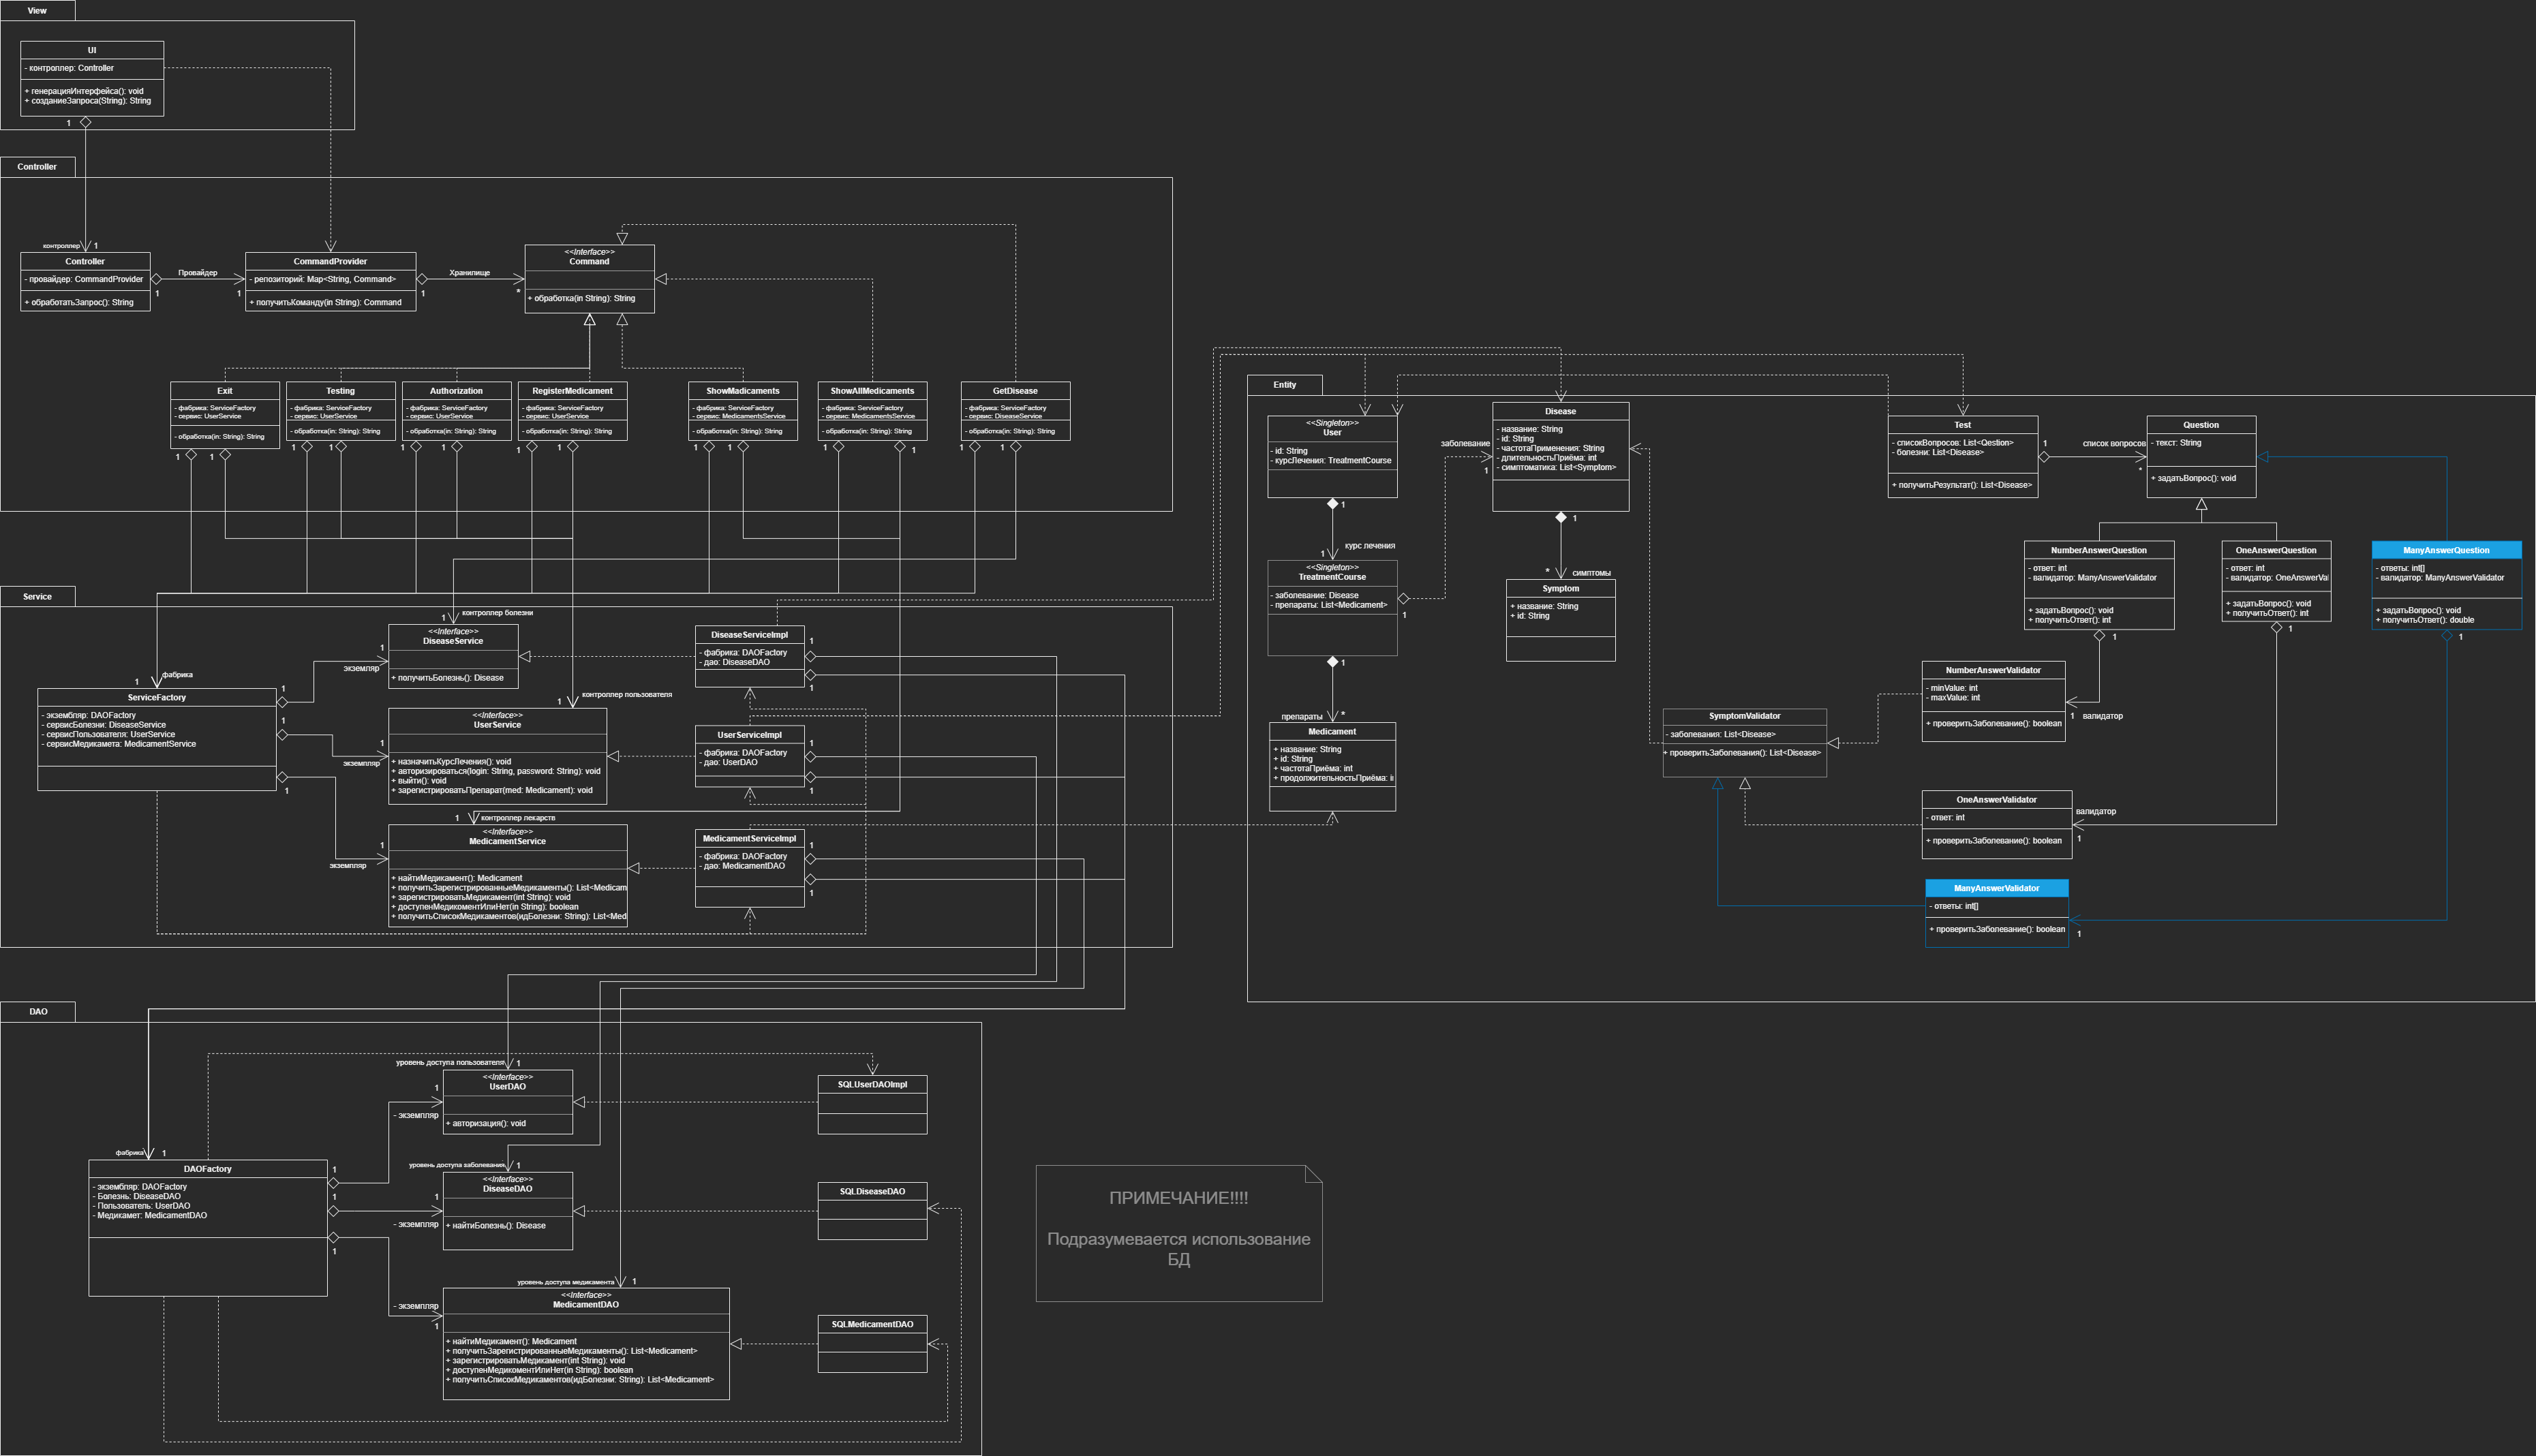 View
UI
- контроллер: Controller
+ генерацияИнтерфейса(): void
+ созданиеЗапроса(String): String
1
Controller
контроллер
1
Controller
- провайдер: CommandProvider
+ обработатьЗапрос(): String
Провайдер
1
1
CommandProvider
- репозиторий: Map<String, Command>
+ получитьКоманду(in String): Command
Хранилище
1
*
<<Interface>>
Command
+ обработка(in String): String
Exit
- фабрика: ServiceFactory
- сервис: UserService
- обработка(in: String): String
1
1
Testing
- фабрика: ServiceFactory
- сервис: UserService
- обработка(in: String): String
1
1
Authorization
- фабрика: ServiceFactory
- сервис: UserService
- обработка(in: String): String
1
1
RegisterMedicament
- фабрика: ServiceFactory
- сервис: UserService
- обработка(in: String): String
1
1
ShowMadicaments
- фабрика: ServiceFactory
- сервис: MedicamentsService
- обработка(in: String): String
1
1
ShowAllMedicaments
- фабрика: ServiceFactory
- сервис: MedicamentsService
- обработка(in: String): String
1
1
GetDisease
- фабрика: ServiceFactory
- сервис: DiseaseService
- обработка(in: String): String
1
1
Service
1
фабрика
ServiceFactory
- экзембляр: DAOFactory
- сервисБолезни: DiseaseService
- сервисПользователя: UserService
- сервисМедикамета: MedicamentService
1
1
1
1
экземпляр
1
экземпляр
1
экземпляр
1
контроллер болезни
<<Interface>>
DiseaseService
+ получитьБолезнь(): Disease
1
контроллер пользователя
<<Interface>>
UserService
+ назначитьКурсЛечения(): void
+ авторизироваться(login: String, password: String): void
+ выйти(): void
+ зарегистрироватьПрепарат(med: Medicament): void
1
контроллер лекарств
<<Interface>>
MedicamentService
+ найтиМедикамент(): Medicament
+ получитьЗарегистрированныеМедикаменты(): List<Medicam
+ зарегистрироватьМедикамент(int String): void
+ доступенМедикоментИлиНет(in String): boolean
+ получитьСписокМедикаментов(идБолезни: String): List<Med
DiseaseServiceImpl
- фабрика: DAOFactory
- дао: DiseaseDAO
1
1
UserServiceImpl
- фабрика: DAOFactory
- дао: UserDAO
1
1
MedicamentServiceImpl
- фабрика: DAOFactory
- дао: MedicamentDAO
1
1
DAO
фабрика
1
DAOFactory
- экзембляр: DAOFactory
- Болезнь: DiseaseDAO
- Пользователь: UserDAO
- Медикамет: MedicamentDAO
1
1
1
1
- экземпляр
1
- экземпляр
- экземпляр
1
уровень доступа пользователя
1
<<Interface>>
UserDAO
+ авторизация(): void
уровень доступа заболевания
1
<<Interface>>
DiseaseDAO
+ найтиБолезнь(): Disease
уровень доступа медикамента
1
<<Interface>>
MedicamentDAO
+ найтиМедикамент(): Medicament
+ получитьЗарегистрированныеМедикаменты(): List<Medicament>
+ зарегистрироватьМедикамент(int String): void
+ доступенМедикоментИлиНет(in String): boolean
+ получитьСписокМедикаментов(идБолезни: String): List<Medicament>
SQLUserDAOImpl
SQLDiseaseDAO
SQLMedicamentDAO
ПРИМЕЧАНИЕ!!!!
Подразумевается использование
БД
Entity
<<Singleton>>
User
- id: String
- курсЛечения: TreatmentCourse
1
1
курс лечения
<<Singleton>>
TreatmentCourse
- заболевание: Disease
- препараты: List<Medicament>
1
1
препараты
*
Medicament
+ название: String
+ id: String
+ частотаПриёма: int
+ продолжительностьПриёма: i
заболевание
1
Disease
- название: String
- id: String
- частотаПрименения: String
- длительностьПриёма: int
- симптоматика: List<Symptom>
1
*
симптомы
Symptom
+ название: String
+ id: String
Test
- списокВопросов: List<Qestion>
- болезни: List<Disease>
+ получитьРезультат(): List<Disease>
1
список вопросов
*
Question
- текст: String
+ задатьВопрос(): void
NumberAnswerQuestion
- ответ: int
- валидатор: ManyAnswerValidator
+ задатьВопрос(): void
+ получитьОтвет(): int
1
OneAnswerQuestion
- ответ: int
- валидатор: OneAnswerVal
+ задатьВопрос(): void
+ получитьОтвет(): int
1
ManyAnswerQuestion
- ответы: int[]
- валидатор: ManyAnswerValidator
+ задатьВопрос(): void
+ получитьОтвет(): double
1
NumberAnswerValidator
- minValue: int
- maxValue: int
+ проверитьЗаболевание(): boolean
1
валидатор
SymptomValidator
- заболевания: List<Disease>
+ проверитьЗаболевания(): List<Disease>
OneAnswerValidator
- ответ: int
+ проверитьЗаболевание(): boolean
валидатор
1
ManyAnswerValidator
- ответы: int[]
+ проверитьЗаболевание(): boolean
1